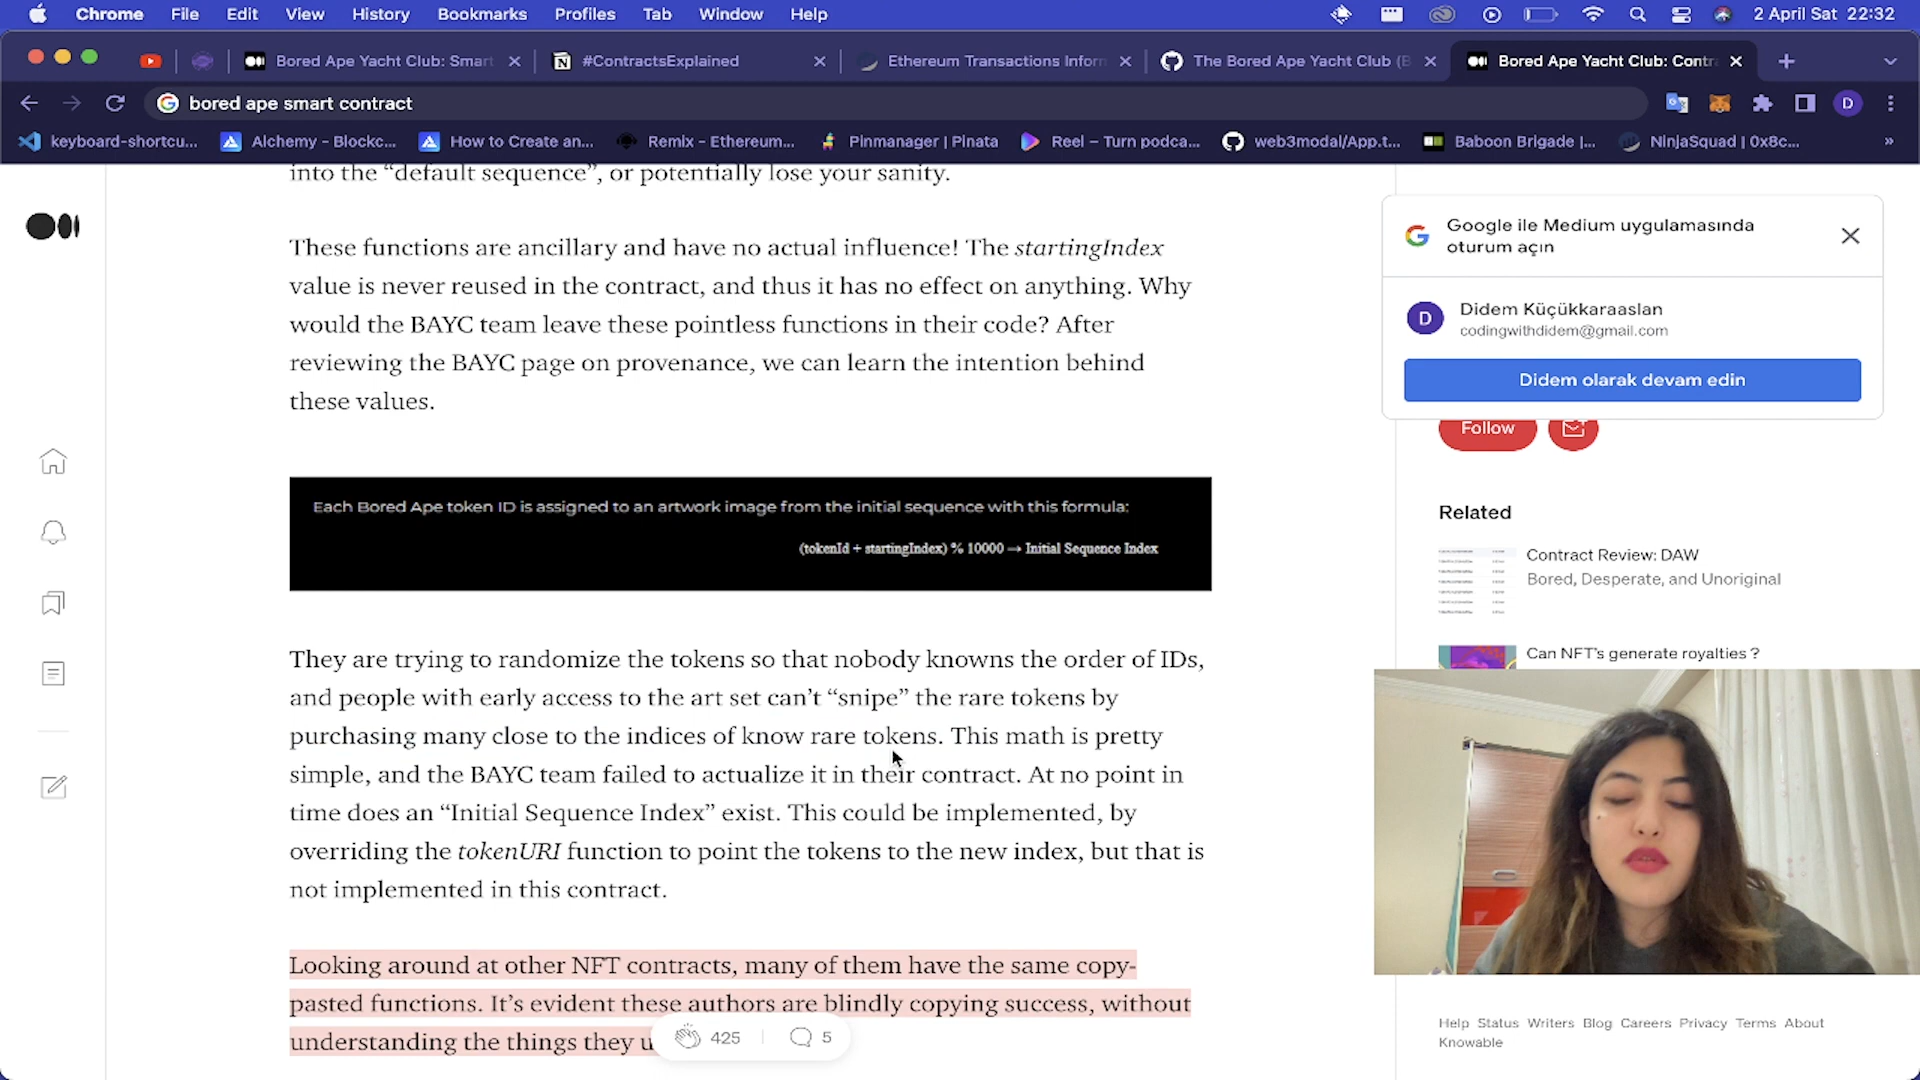 Chrome File Edit View History Bookmarks Profiles Tab Window Help 2 April Sat 22:32
Bored Ape Yacht Club: Smart #ContractsExplained Ethereum Transactions Inforn The Bored Ape Yacht Club (B Bored Ape Yacht Club: Contra
bored ape smart contract D
keyboard-shortcu... Alchemy - Blockc... How to Create an... Remix - Ethereum... Pinmanager | Pinata Reel – Turn podca... web3modal/App.t... Baboon Brigade |... NinjaSquad | 0x8c... »
into the “default sequence”, or potentially lose your sanity.
These functions are ancillary and have no actual influence! The startingIndex
value is never reused in the contract, and thus it has no effect on anything. Why
would the BAYC team leave these pointless functions in their code? After
reviewing the BAYC page on provenance, we can learn the intention behind
these values.
Each Bored Ape token ID is assigned to an artwork image from the initial sequence with this formula:
(tokenId + startingIndex) % 10000 → Initial Sequence Index
They are trying to randomize the tokens so that nobody knowns the order of IDs,
and people with early access to the art set can’t “snipe” the rare tokens by
purchasing many close to the indices of know rare tokens. This math is pretty
simple, and the BAYC team failed to actualize it in their contract. At no point in
time does an “Initial Sequence Index” exist. This could be implemented, by
overriding the tokenURI function to point the tokens to the new index, but that is
not implemented in this contract.
Looking around at other NFT contracts, many of them have the same copy-
pasted functions. It’s evident these authors are blindly copying success, without
understanding the things they u
425 5
Google ile Medium uygulamasında
oturum açın
D
Didem Küçükkaraaslan
codingwithdidem@gmail.com
Didem olarak devam edin
Follow
Related
Contract Review: DAW
Bored, Desperate, and Unoriginal
Can NFT’s generate royalties ?
Help Status Writers Blog Careers Privacy Terms About
Knowable